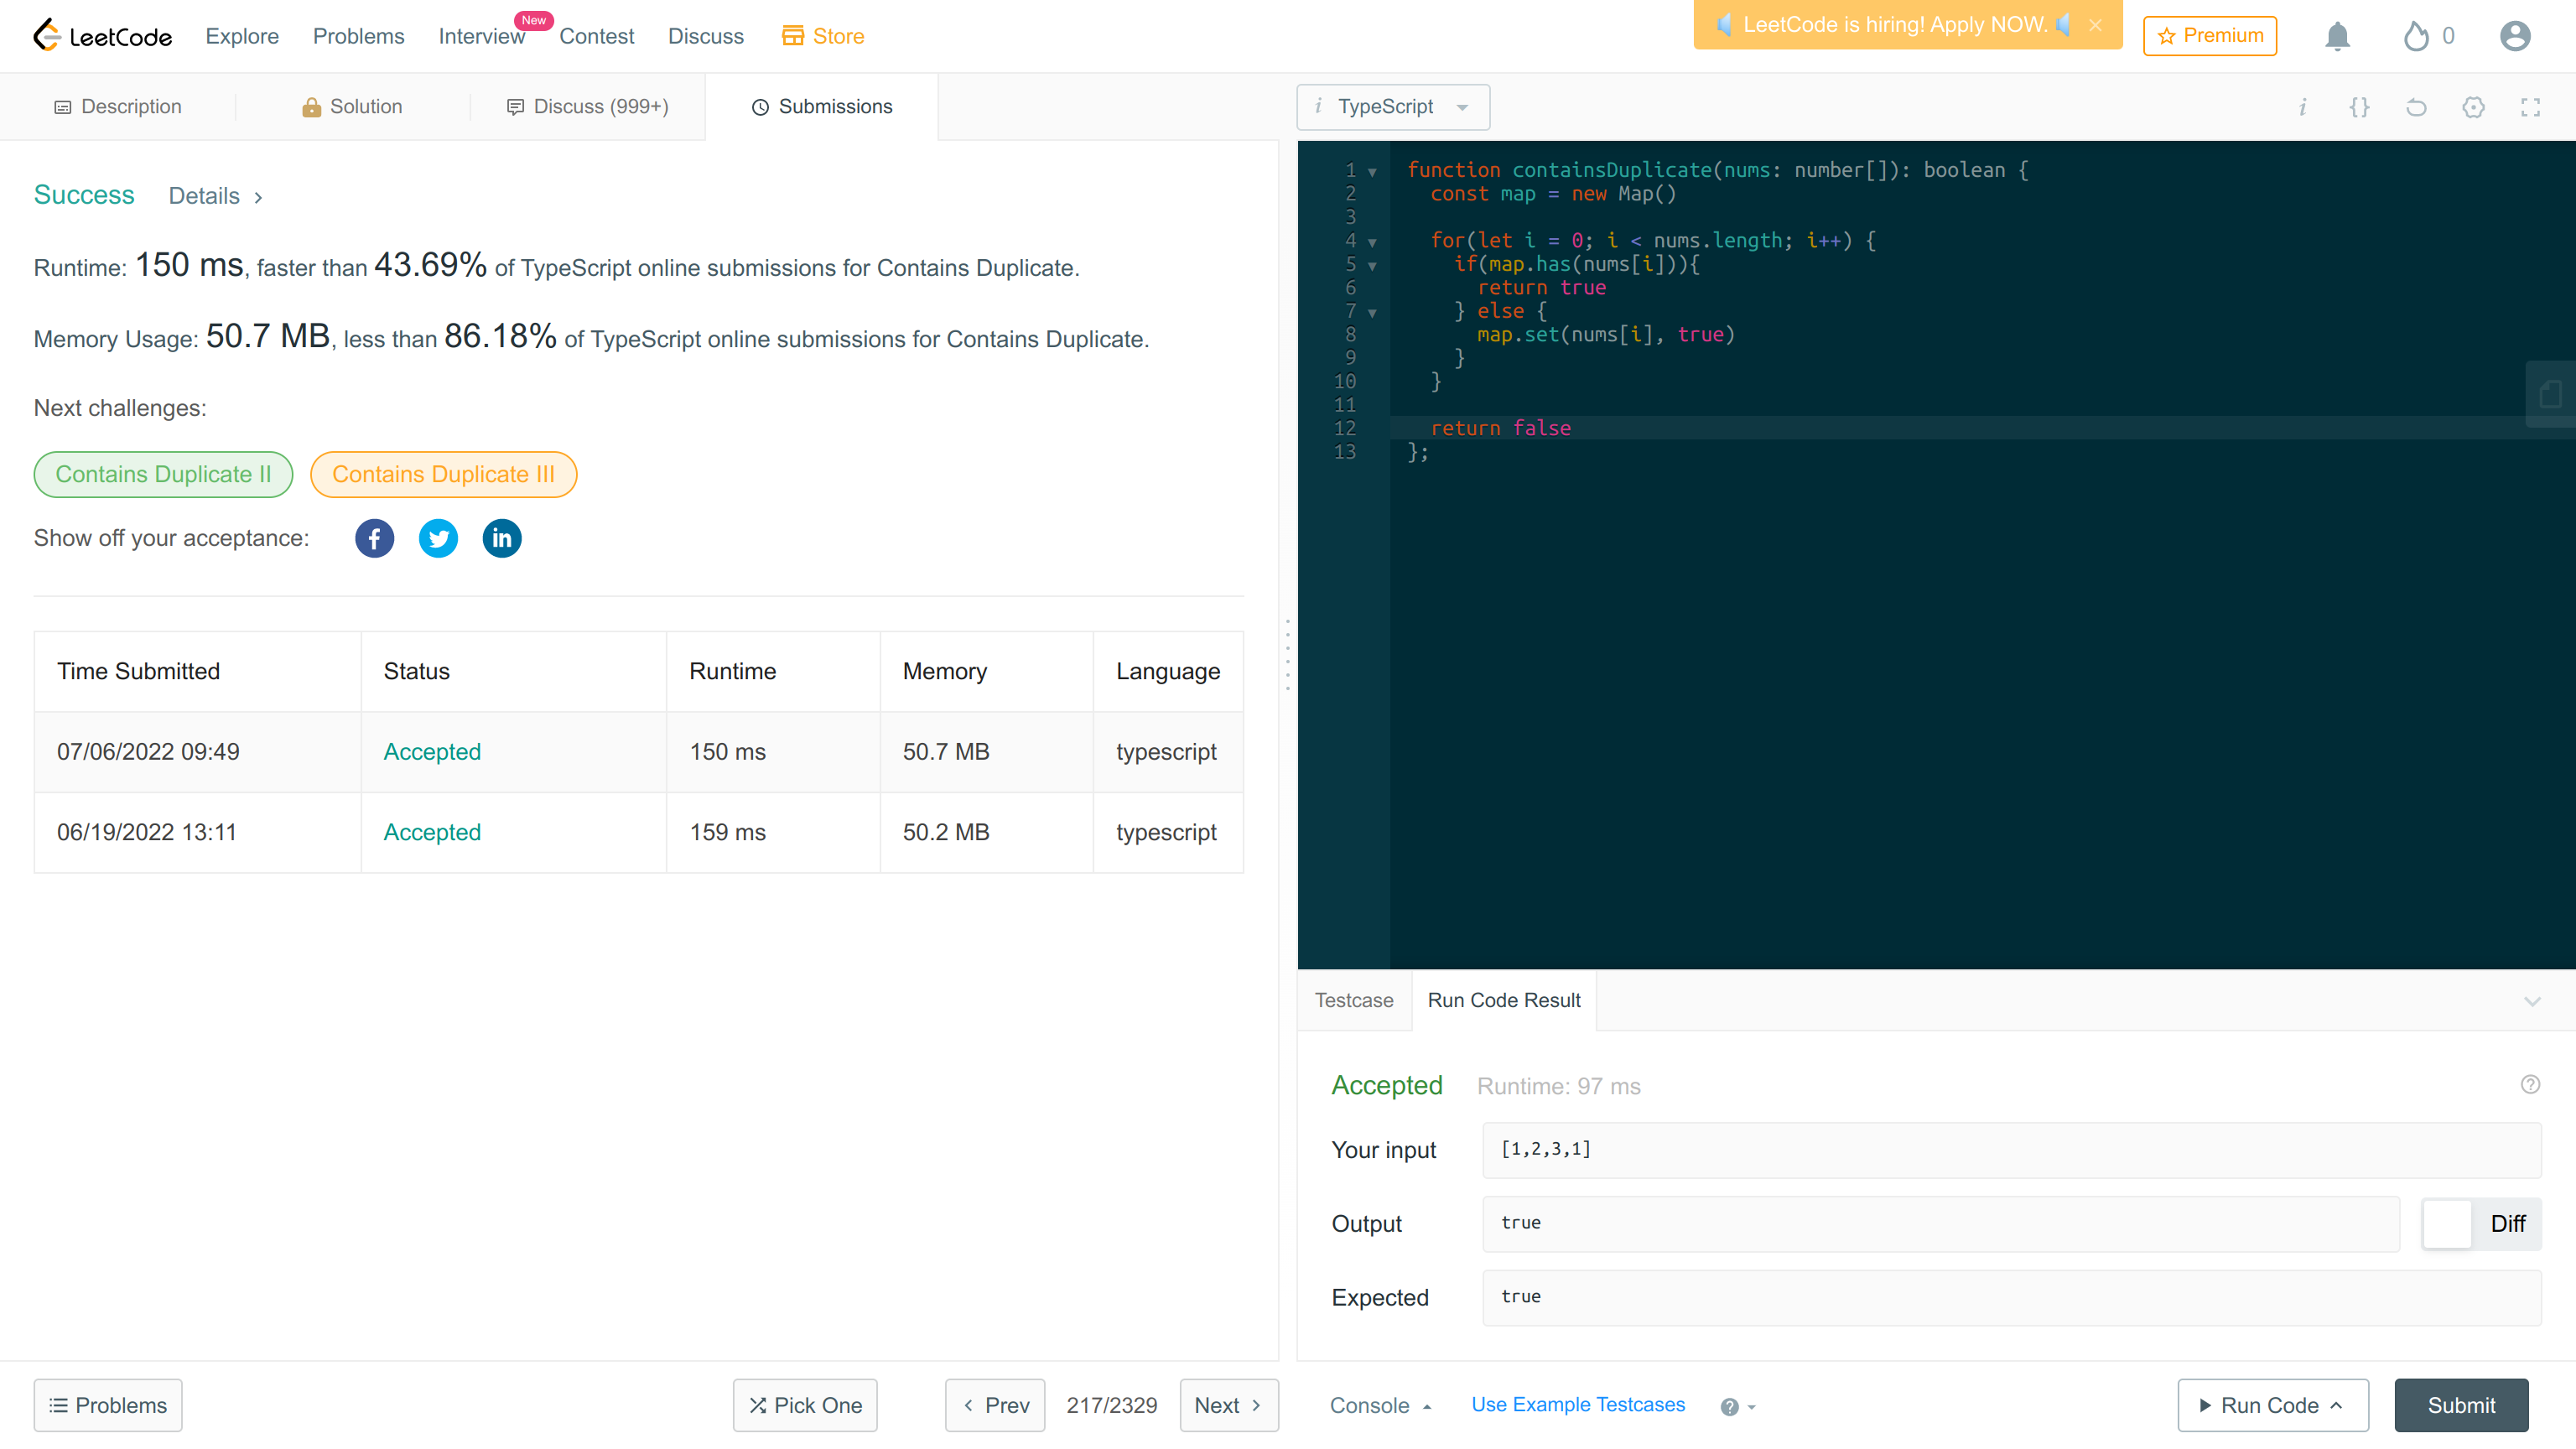 LeetCode Explore Problems Interview New Contest Discuss Store LeetCode is hiring! Apply NOW. × Premium 0
Description Solution Discuss (999+) Submissions
Success Details >
Runtime: 150 ms, faster than 43.69% of TypeScript online submissions for Contains Duplicate.
Memory Usage: 50.7 MB, less than 86.18% of TypeScript online submissions for Contains Duplicate.
Next challenges:
Contains Duplicate II Contains Duplicate III
Show off your acceptance:
Time Submitted Status Runtime Memory Language
07/06/2022 09:49 Accepted 150 ms 50.7 MB typescript
06/19/2022 13:11 Accepted 159 ms 50.2 MB typescript
Problems Pick One < Prev 217/2329 Next >
i TypeScript i {}
1 function containsDuplicate(nums: number[]): boolean {
2 const map = new Map()
3
4 for(let i = 0; i < nums.length; i++) {
5 if(map.has(nums[i])){
6 return true
7 } else {
8 map.set(nums[i], true)
9 }
10 }
11
12 return false
13 };
Testcase Run Code Result
Accepted Runtime: 97 ms ?
Your input [1,2,3,1]
Output true Diff
Expected true
Console Use Example Testcases ? Run Code Submit